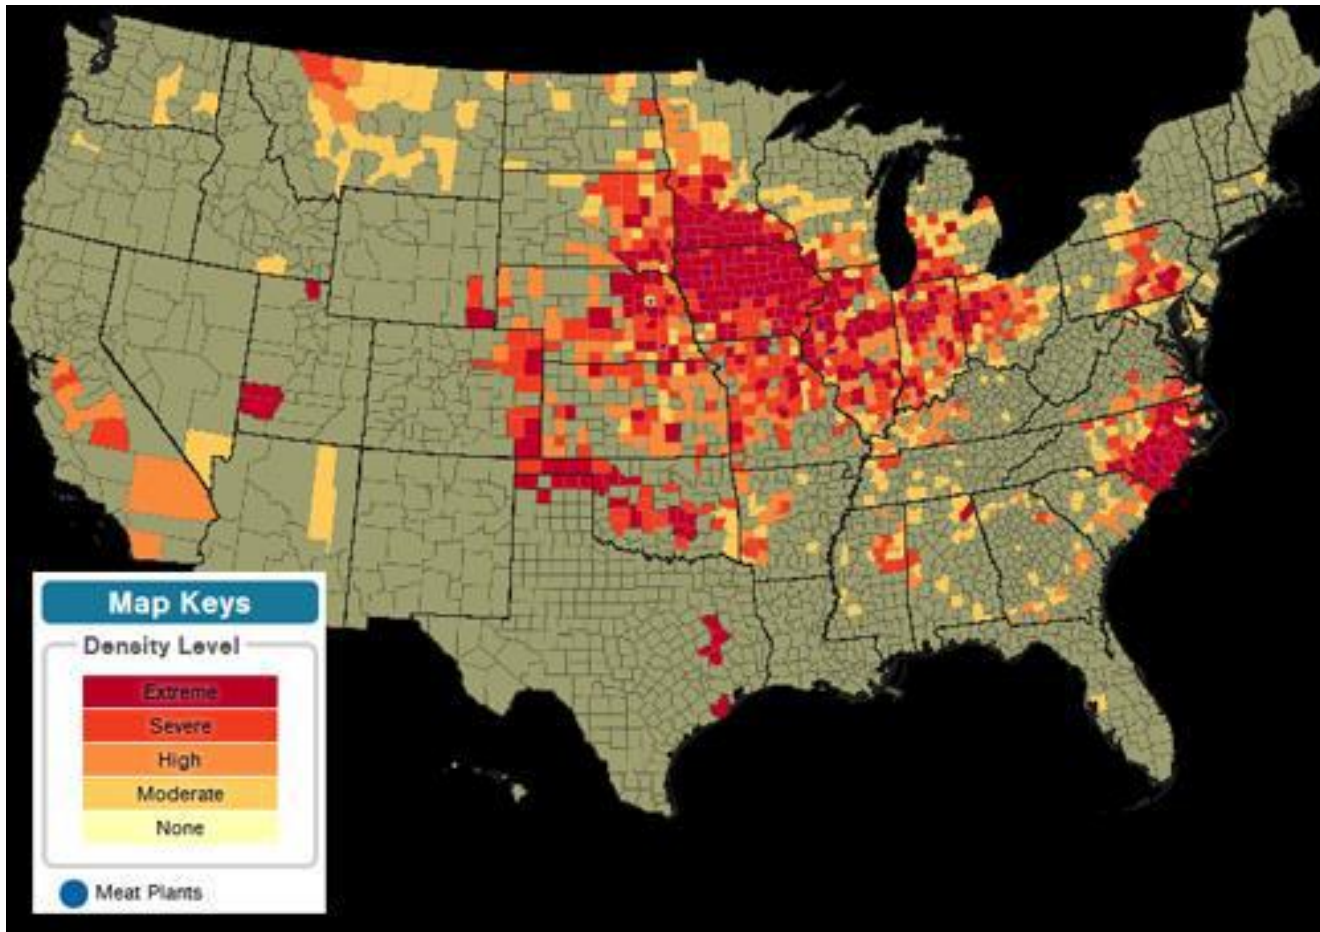 Map Keys
Density Level
Extreme
Severe
High
Moderate
None
Meat Plants